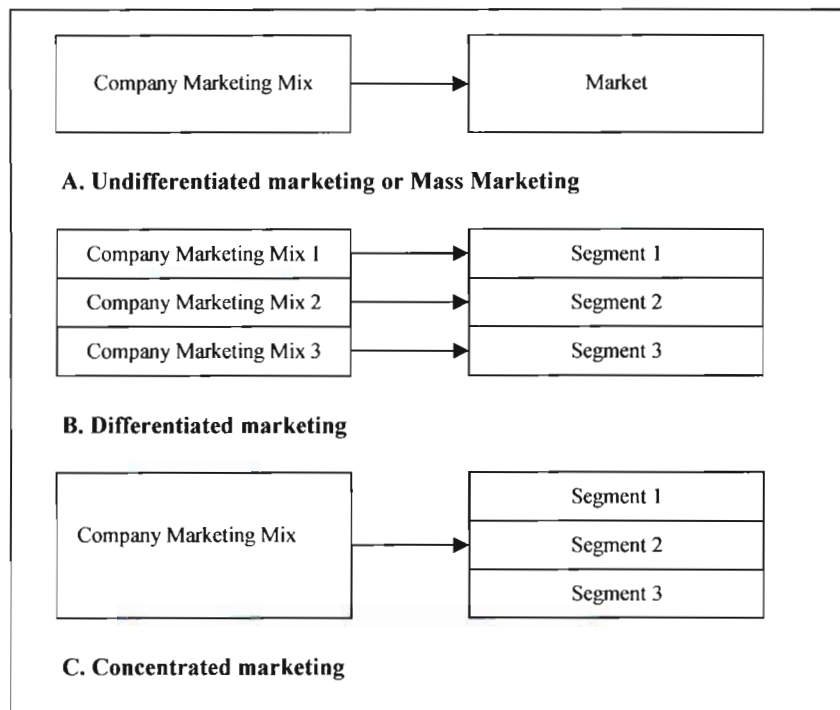 Company Marketing Mix
Market
A. Undifferentiated marketing or Mass Marketing
Company Marketing Mix 1
Segment 1
Company Marketing Mix 2
Segment 2
Company Marketing Mix 3
Segment 3
B. Differentiated marketing
Company Marketing Mix
Segment 1
Segment 2
Segment 3
C. Concentrated marketing